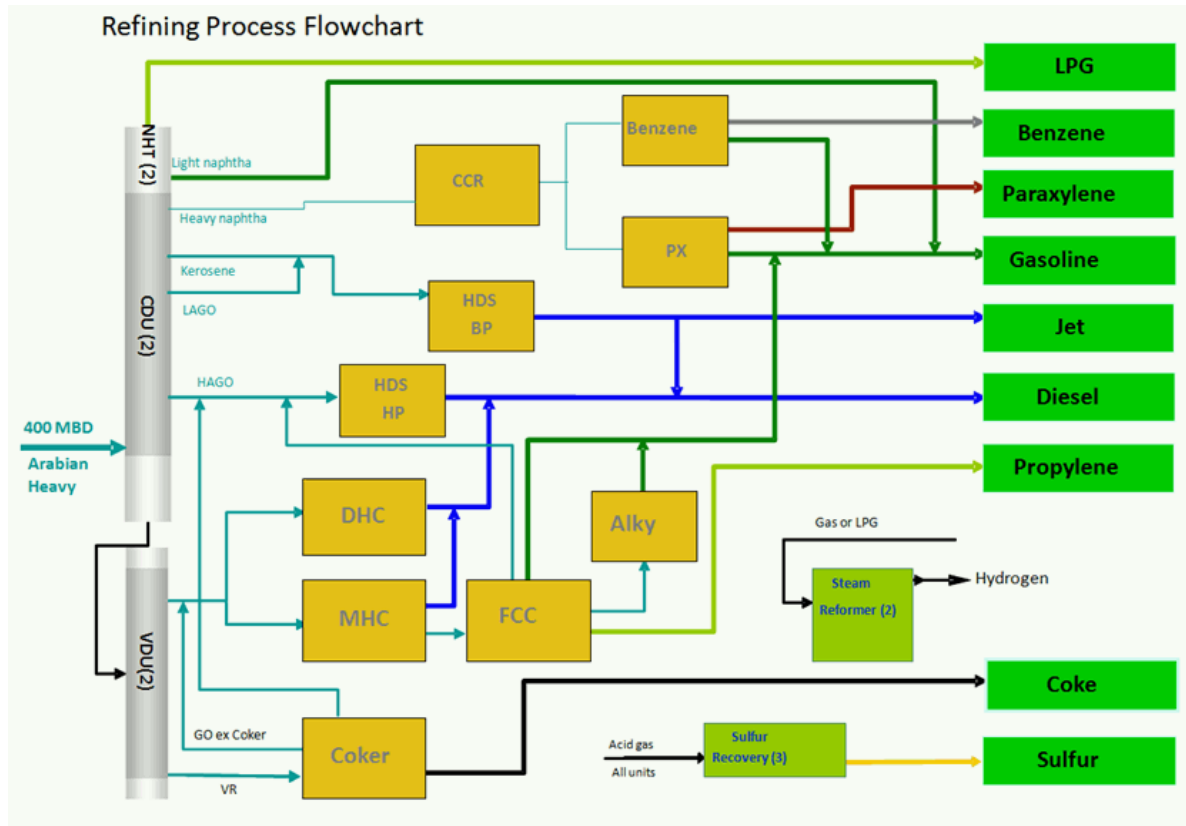 Refining Process Flowchart
LPG
NHT (2)
Light naphtha
Heavy naphtha
CCR
Benzene
Benzene
Paraxylene
PX
Gasoline
Kerosene
LAGO
CDU (2)
HDS
BP
Jet
HAGO
HDS
HP
Diesel
400 MBD
Arabian
Heavy
Propylene
DHC
Alky
Gas or LPG
Steam
Reformer (2)
Hydrogen
MHC
FCC
VDU(2)
Coke
GO ex Coker
Coker
VR
Acid gas
All units
Sulfur
Recovery (3)
Sulfur